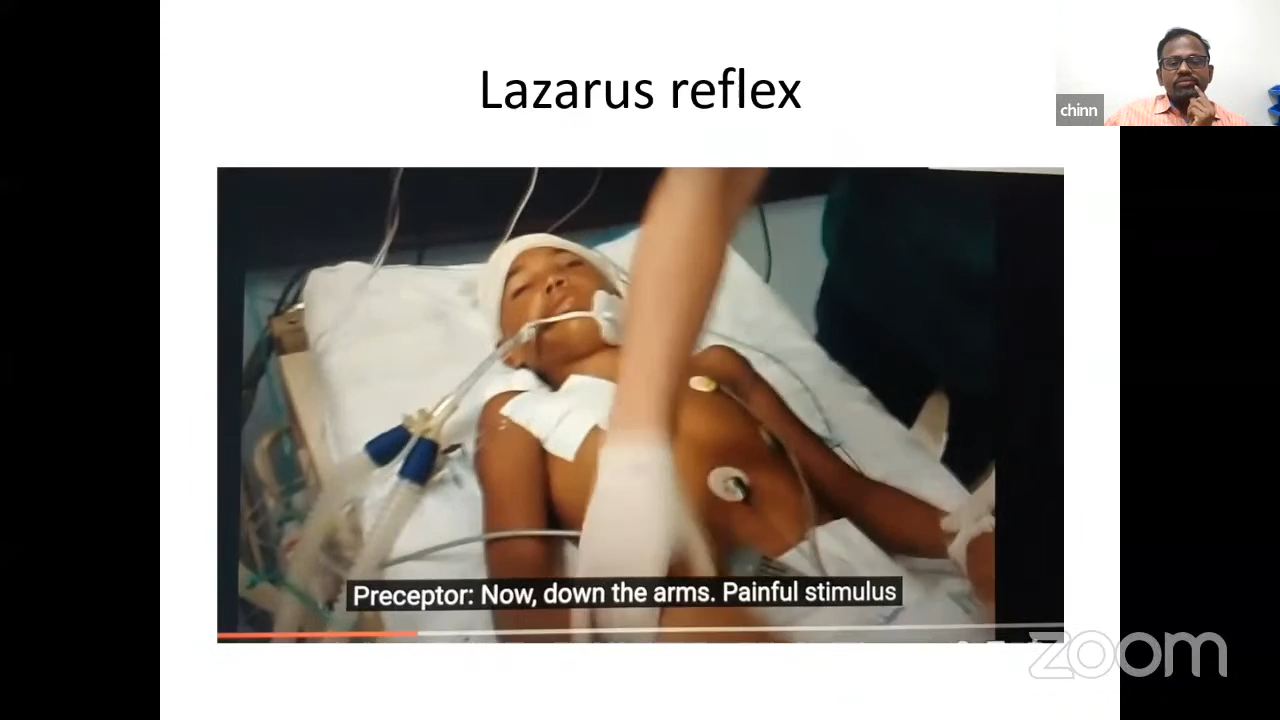 Lazarus reflex
chinn
Preceptor: Now, down the arms. Painful stimulus
zoom